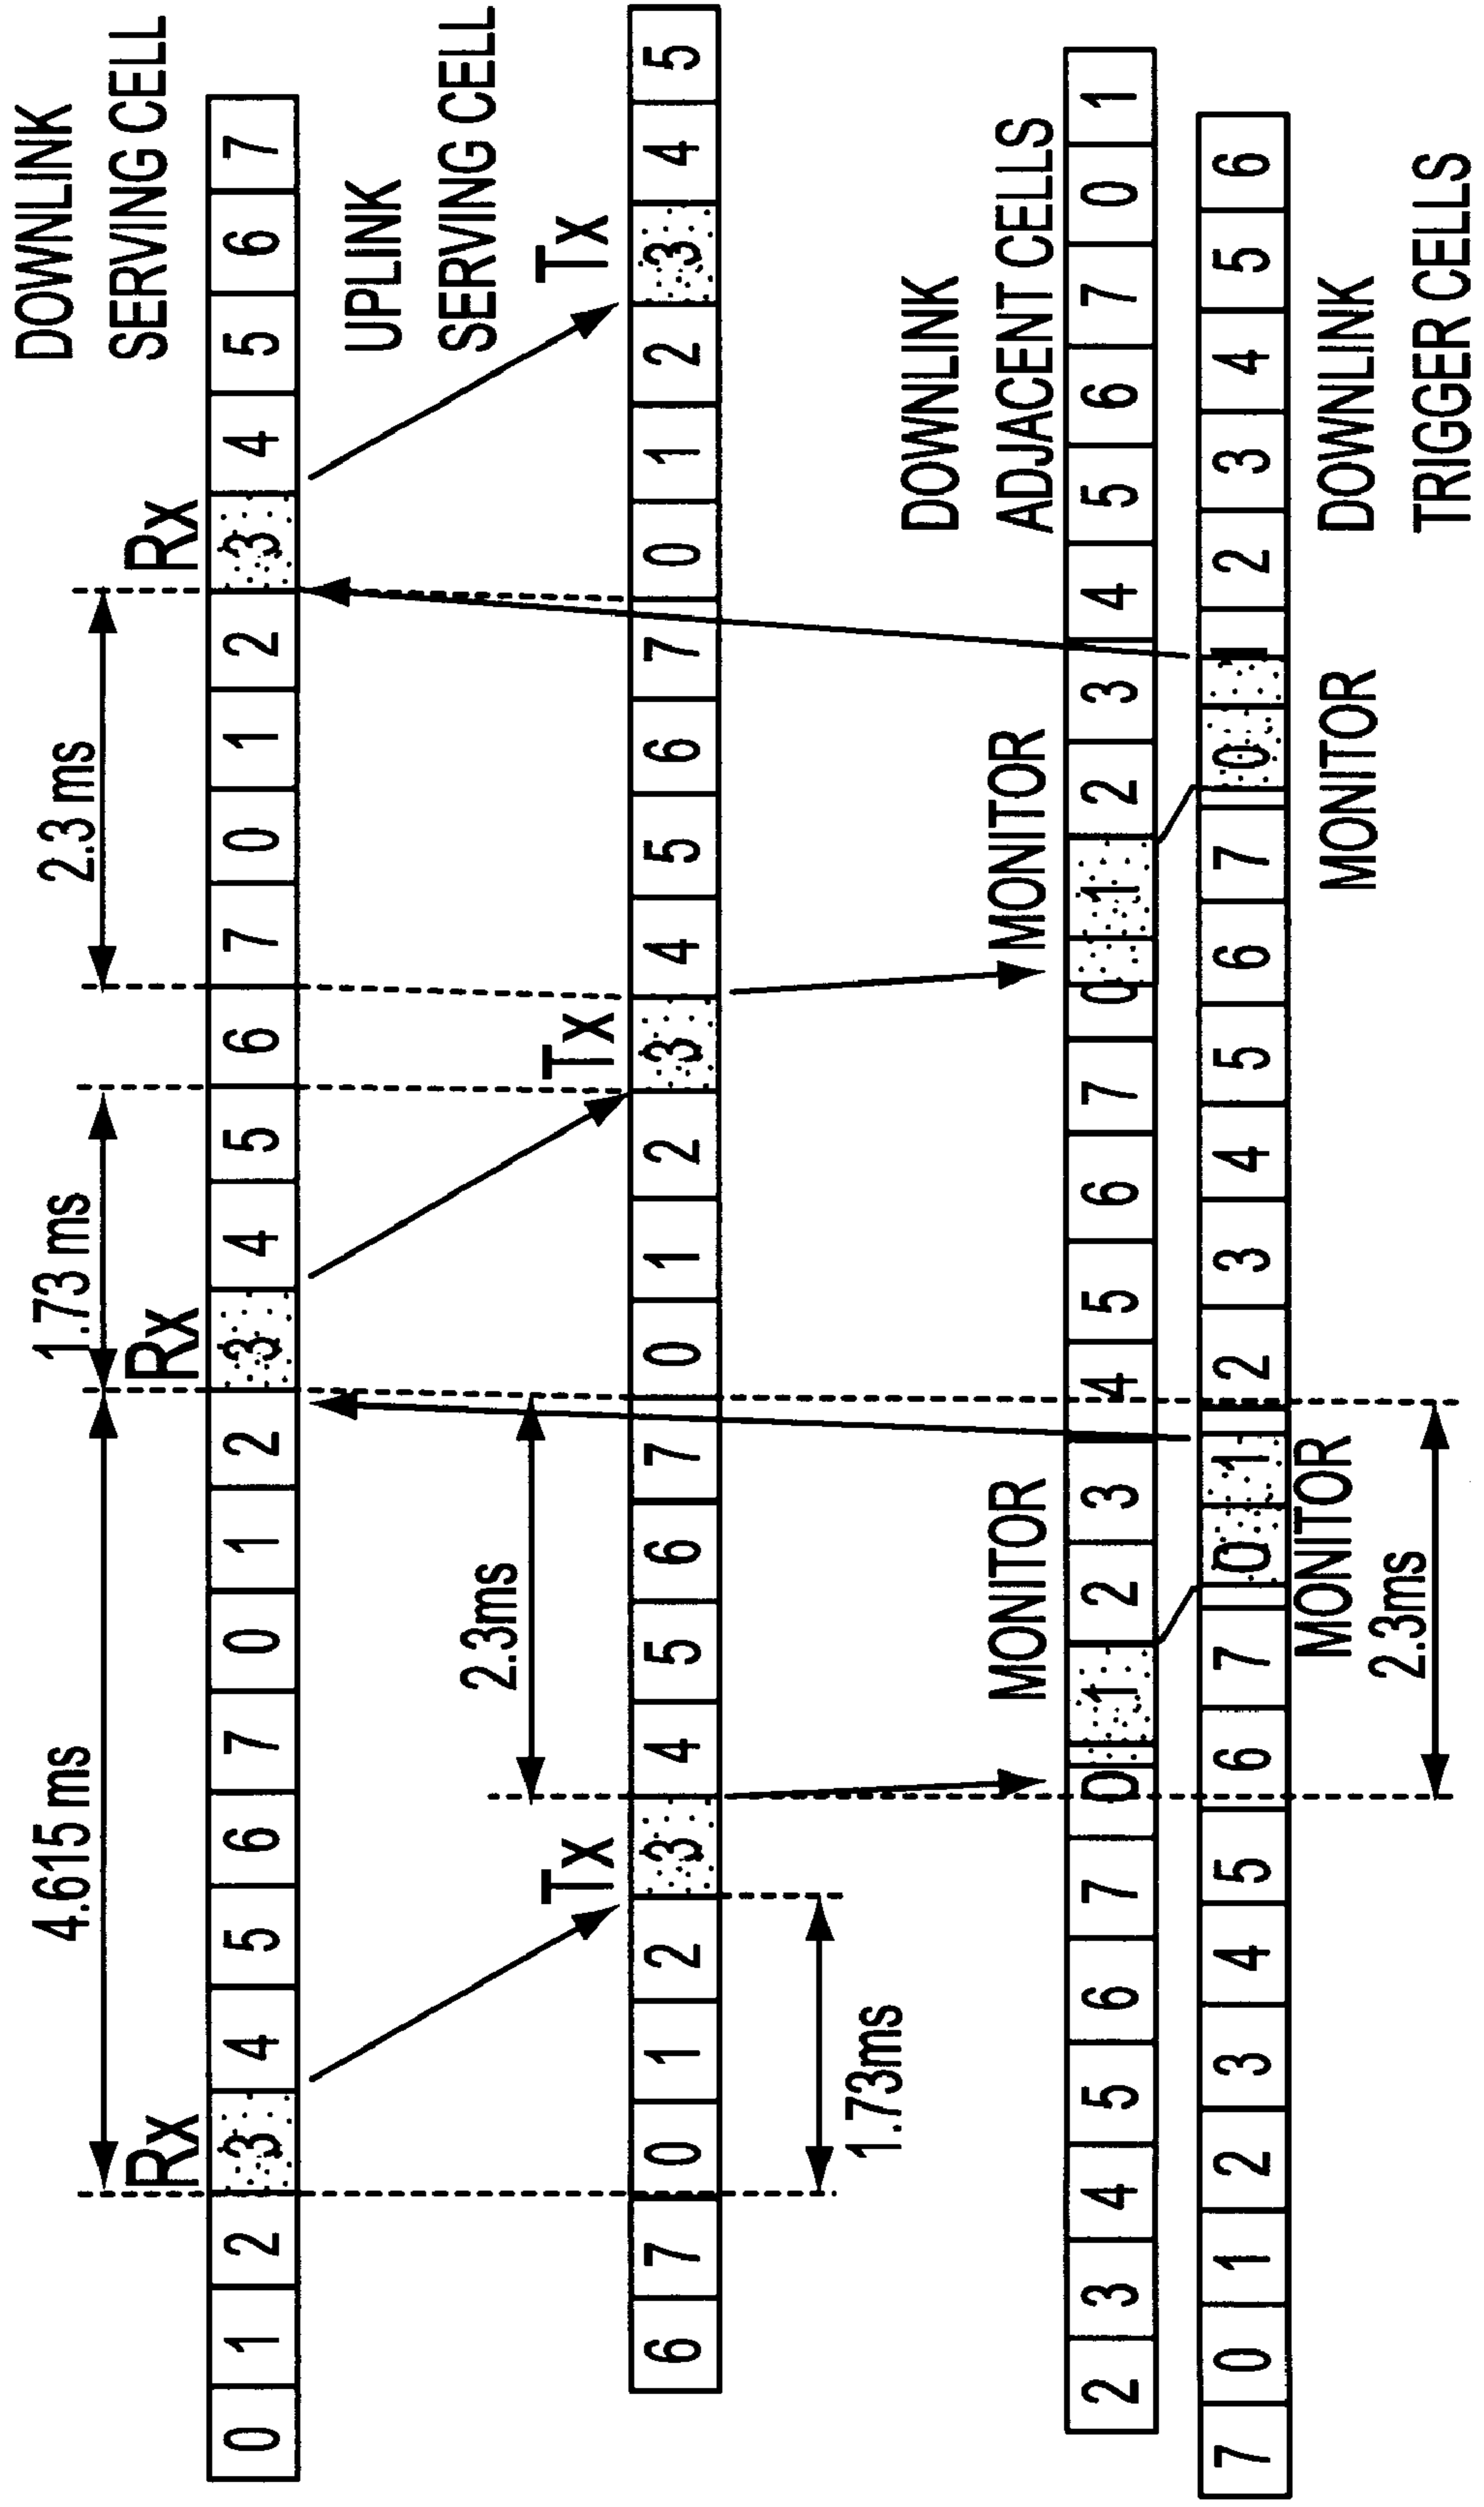 DOWNLINK
SERVING CELL
4.615 ms 1.73 ms 2.3 ms
Rx Rx Rx
0 1 2 3 4 5 6 7 0 1 2 3 4 5 6 7 0 1 2 3 4 5 6 7
UPLINK
SERVING CELL
2.3ms
Tx Tx Tx
6 7 0 1 2 3 4 5 6 7 0 1 2 3 4 5 6 7 0 1 2 3 4 5
1.73ms
DOWNLINK
ADJACENT CELLS
MONITOR MONITOR
2 3 4 5 6 7 0 1 2 3 4 5 6 7 0 1 2 3 4 5 6 7 0 1
7 0 1 2 3 4 5 6 7 0 1 2 3 4 5 6 7 0 1 2 3 4 5 6
MONITOR MONITOR
2.3ms
DOWNLINK
TRIGGER CELLS